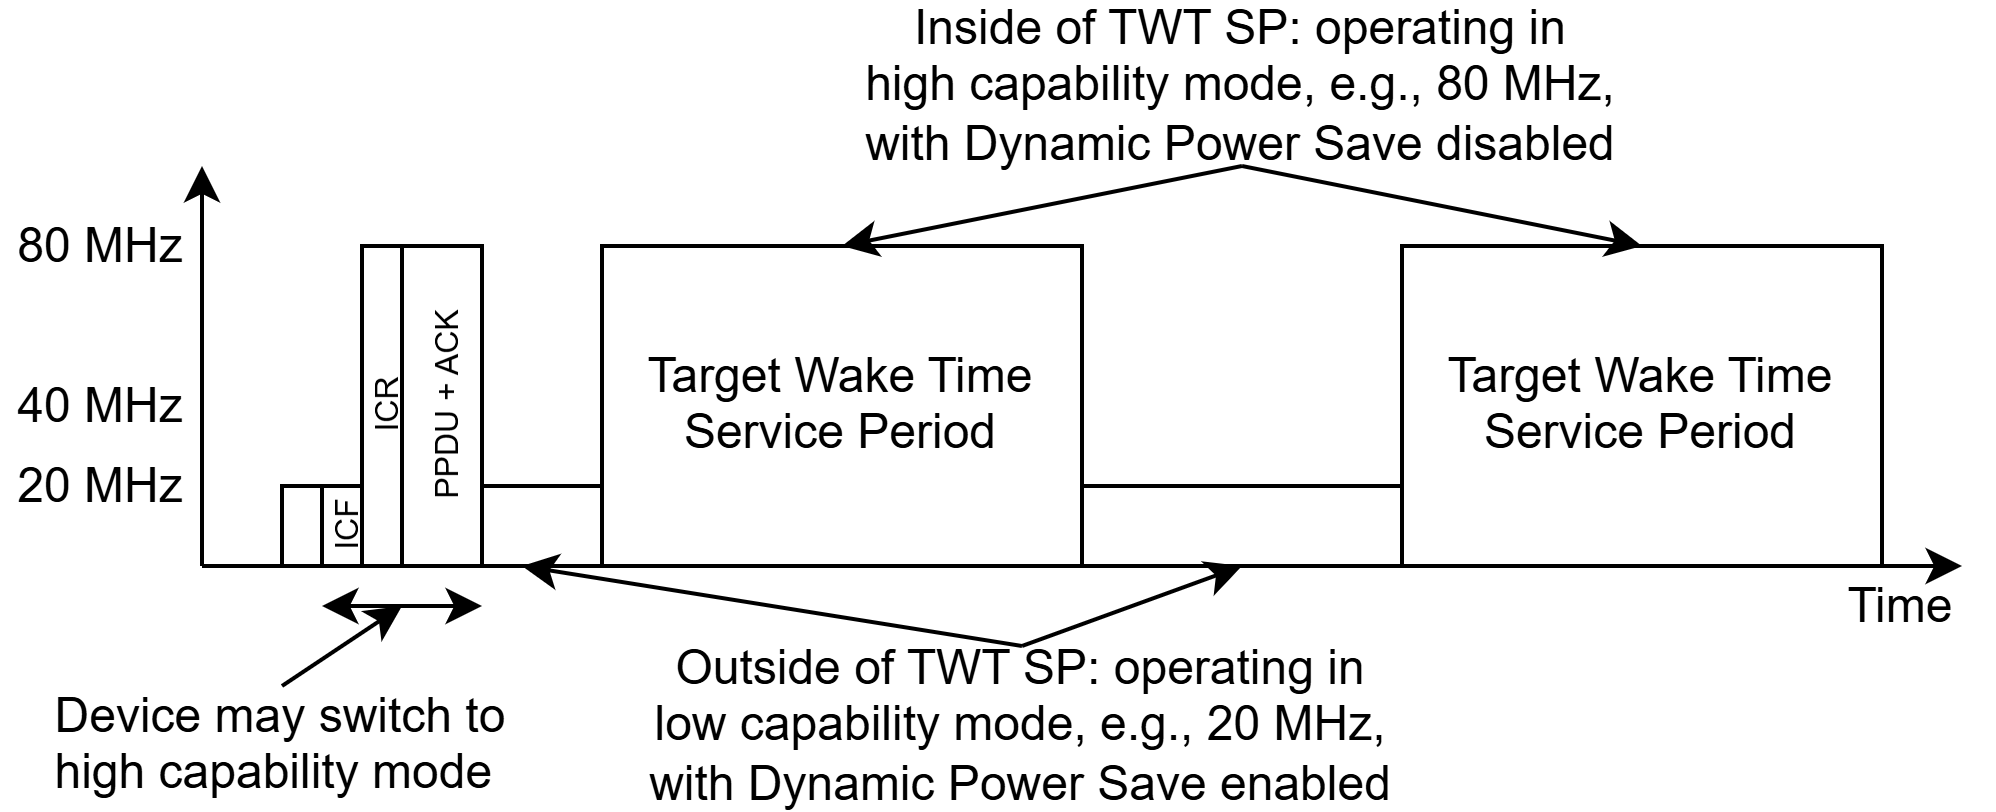 Inside of TWT SP: operating in
high capability mode, e.g., 80 MHz,
with Dynamic Power Save disabled
80 MHz
40 MHz
20 MHz
ICF
ICR
PPDU + ACK
Target Wake Time
Service Period
Target Wake Time
Service Period
Time
Device may switch to
high capability mode
Outside of TWT SP: operating in
low capability mode, e.g., 20 MHz,
with Dynamic Power Save enabled